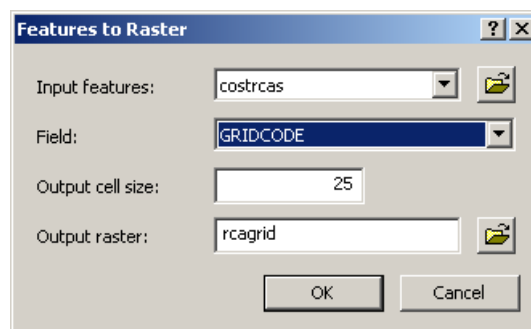 Features to Raster ? X
Input features: costrcas
Field: GRIDCODE
Output cell size: 25
Output raster: rcagrid
OK Cancel